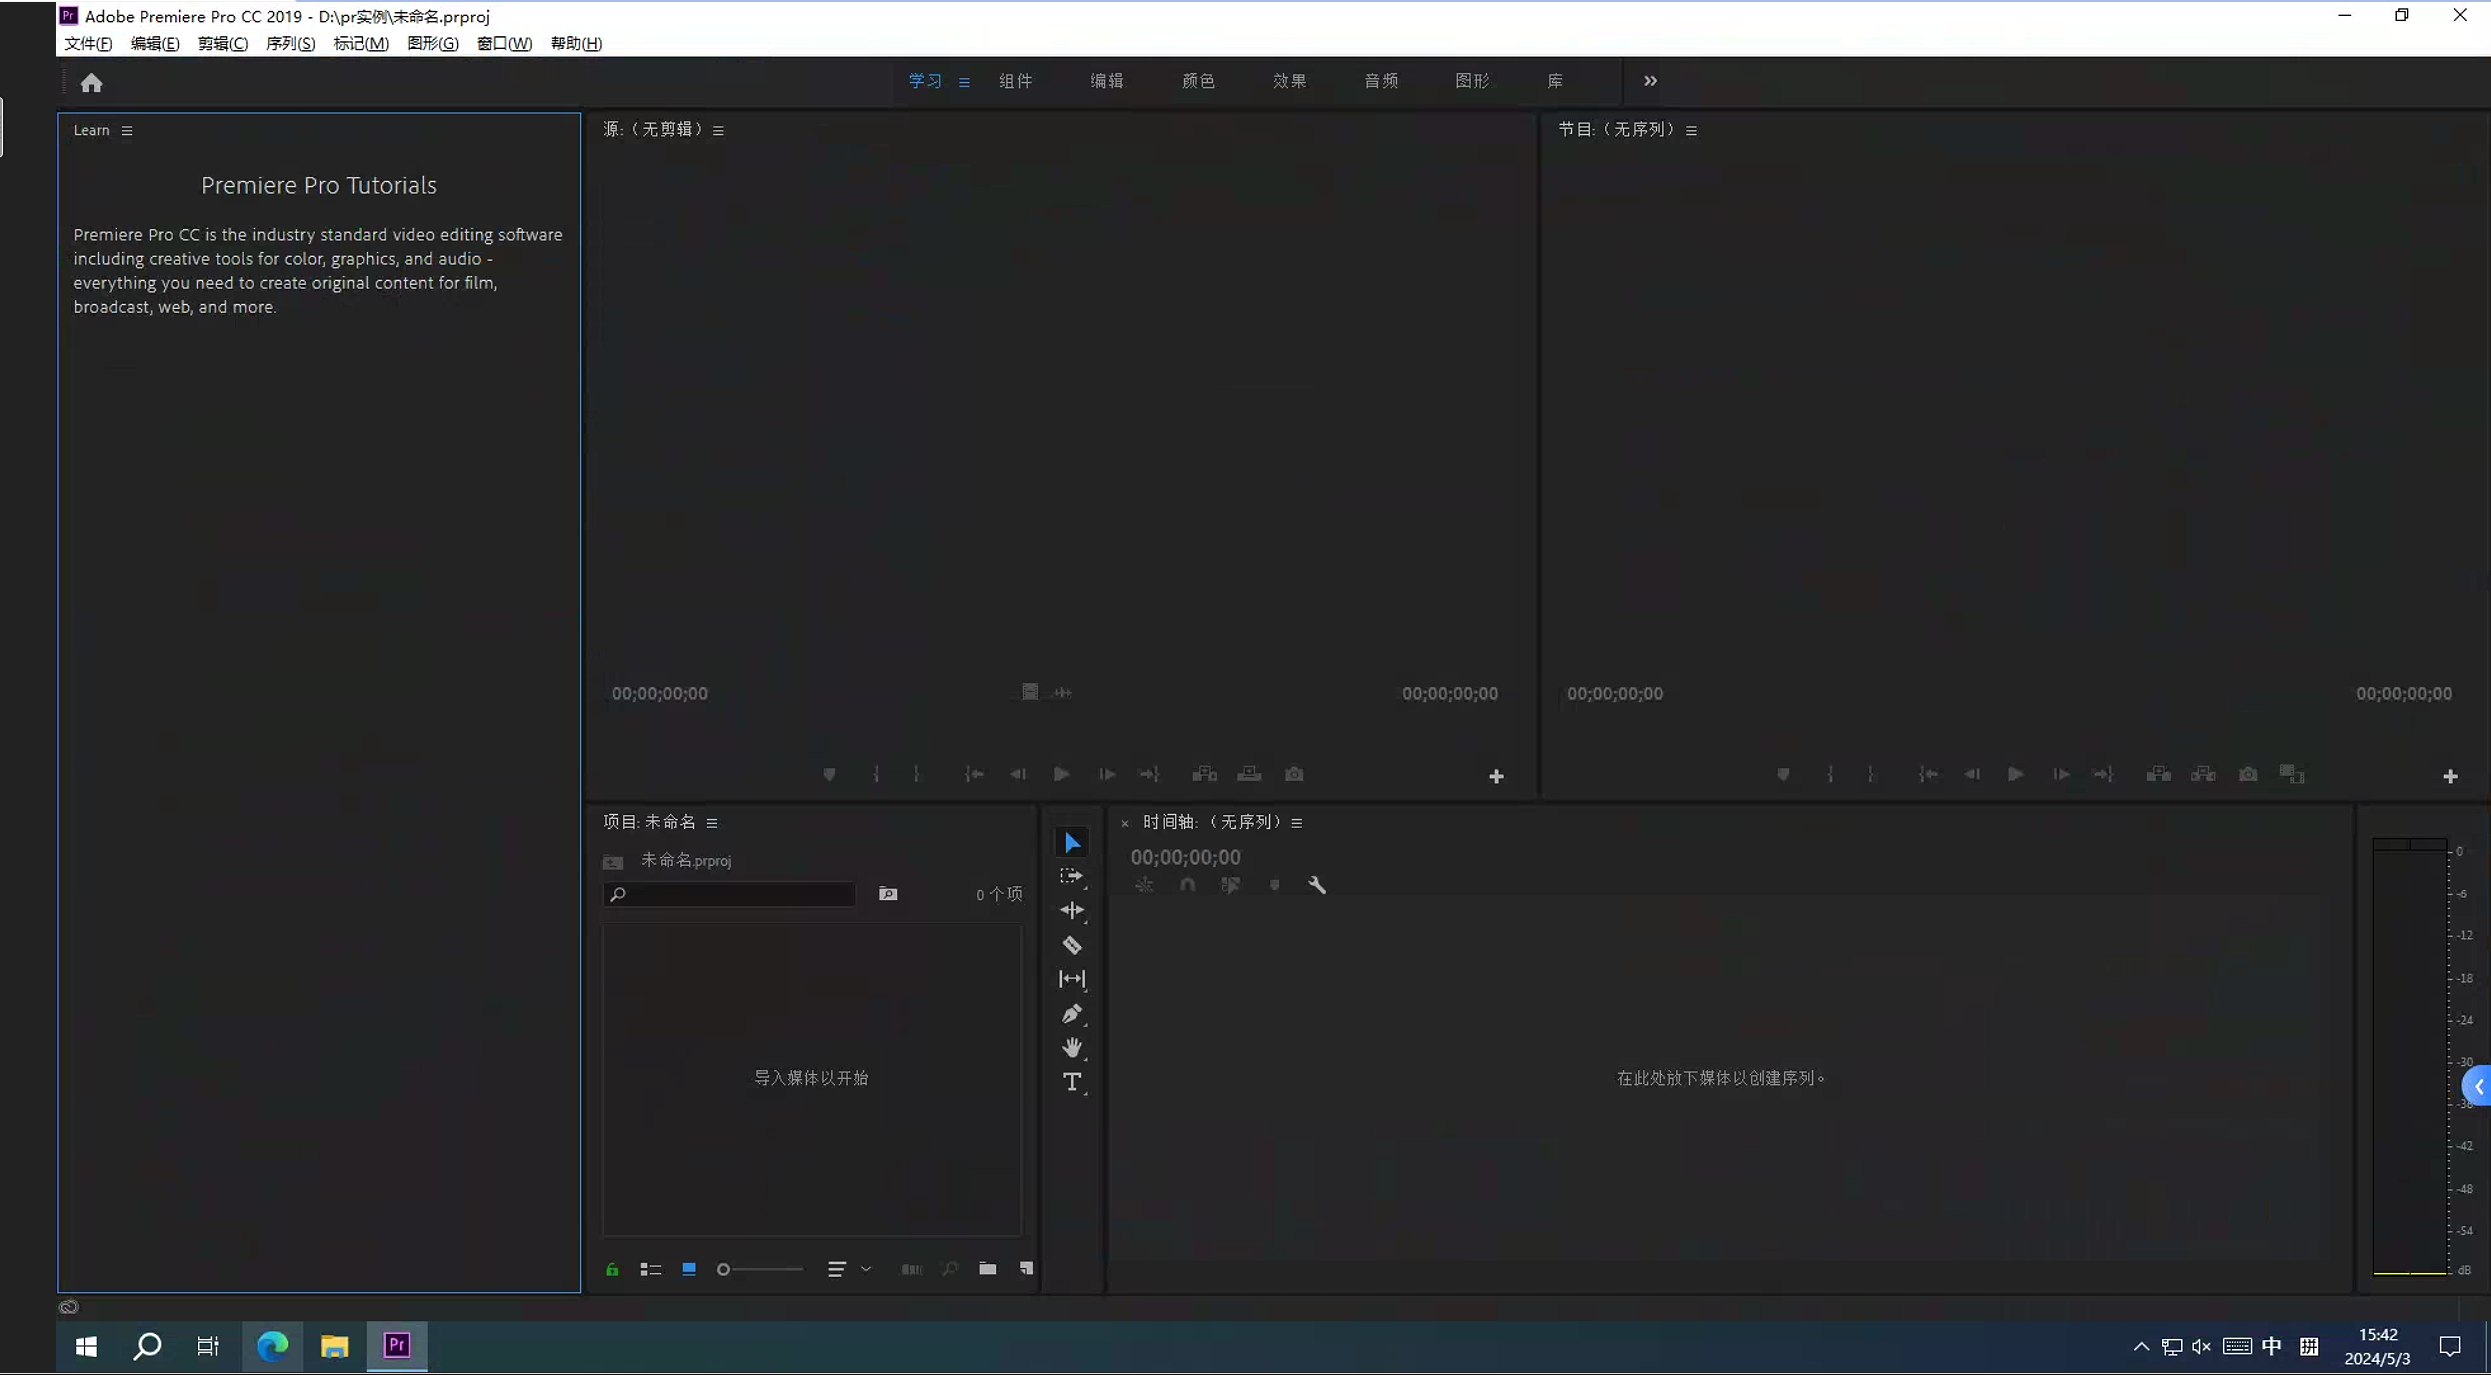 Adobe Premiere Pro CC 2019 - D:\pr实例\未命名.prproj
文件(F) 编辑(E) 剪辑(C) 序列(S) 标记(M) 图形(G) 窗口(W) 帮助(H)
学习 组件 编辑 颜色 效果 音频 图形 库
Learn
Premiere Pro Tutorials
Premiere Pro CC is the industry standard video editing software
including creative tools for color, graphics, and audio -
everything you need to create original content for film,
broadcast, web, and more.
源:（无剪辑）
00;00;00;00
00;00;00;00
节目:（无序列）
00;00;00;00
00;00;00;00
项目: 未命名
未命名.prproj
0 个项
导入媒体以开始
× 时间轴:（无序列）
00;00;00;00
在此处放下媒体以创建序列。
0
-6
-12
-18
-24
-30
-36
-42
-48
-54
dB
Pr
中
拼
15:42
2024/5/3